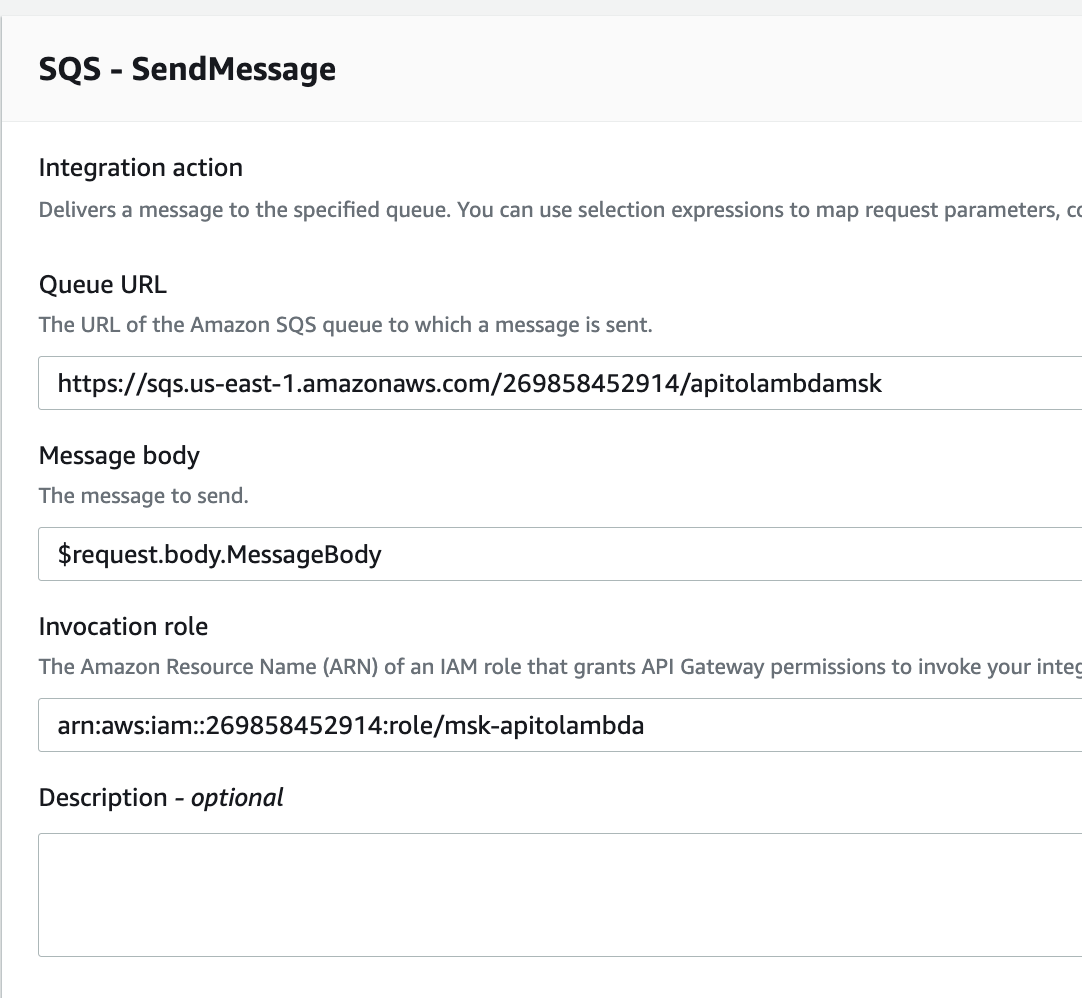 SQS - SendMessage
Integration action
Delivers a message to the specified queue. You can use selection expressions to map request parameters,
Queue URL
The URL of the Amazon SQS queue to which a message is sent.
https://sqs.us-east-1.amazonaws.com/269858452914/apitolambdamsk
Message body
The message to send.
$request.body.MessageBody
Invocation role
The Amazon Resource Name (ARN) of an IAM role that grants API Gateway permissions to invoke your
arn:aws:iam::269858452914:role/msk-apitolambda
Description - optional